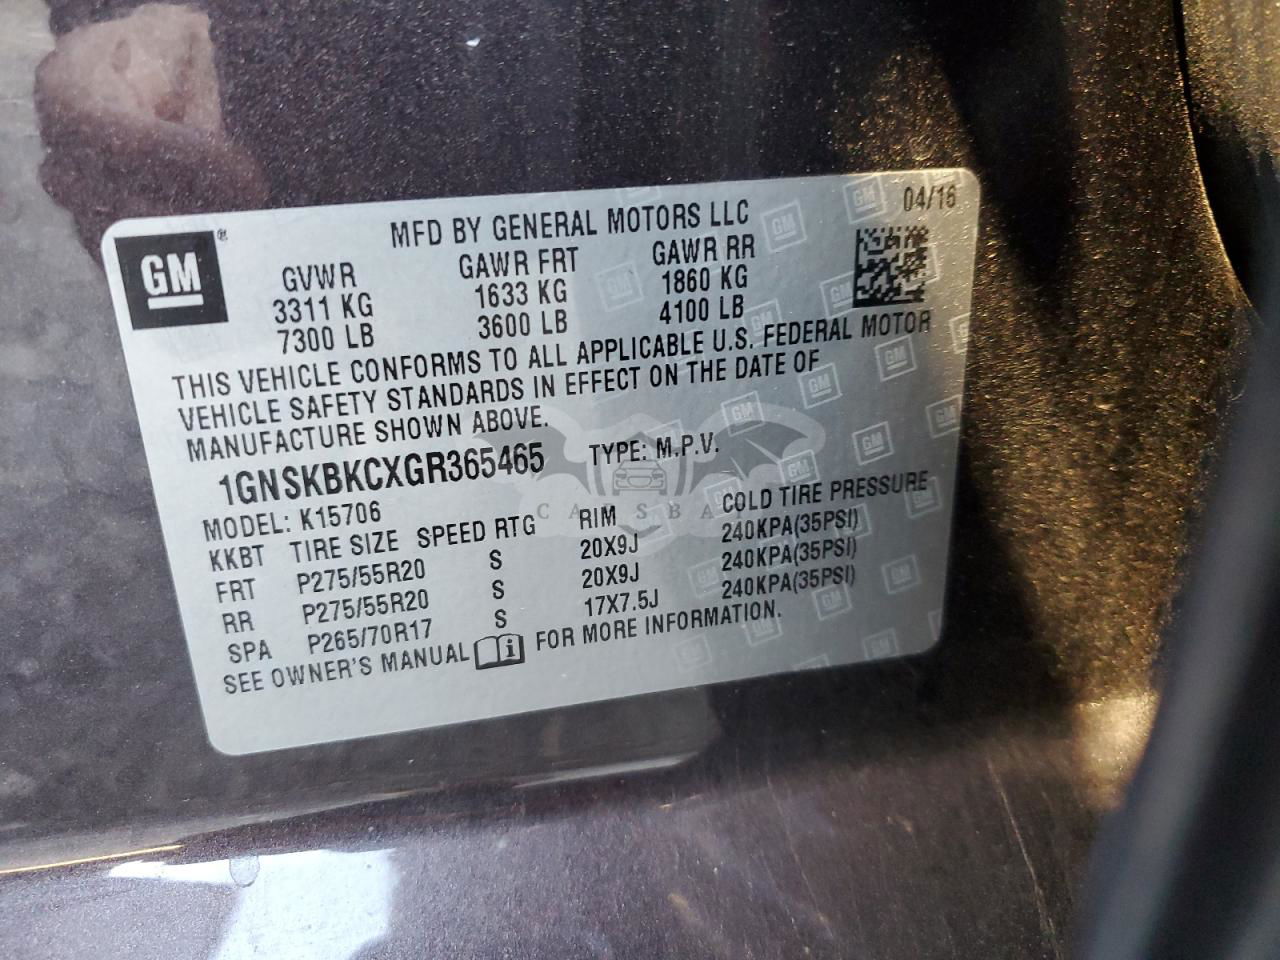 04/16
MFD BY GENERAL MOTORS LLC
GM ®
GVWR GAWR FRT GAWR RR
3311 KG 1633 KG 1860 KG
7300 LB 3600 LB 4100 LB
THIS VEHICLE CONFORMS TO ALL APPLICABLE U.S. FEDERAL MOTOR
VEHICLE SAFETY STANDARDS IN EFFECT ON THE DATE OF
MANUFACTURE SHOWN ABOVE.
1GNSKBKCXGR365465 TYPE: M.P.V.
CARSBAT
MODEL: K15706
KKBT TIRE SIZE SPEED RTG RIM COLD TIRE PRESSURE
FRT P275/55R20 S 20X9J 240KPA(35PSI)
RR P275/55R20 S 20X9J 240KPA(35PSI)
SPA P265/70R17 S 17X7.5J 240KPA(35PSI)
SEE OWNER'S MANUAL FOR MORE INFORMATION.